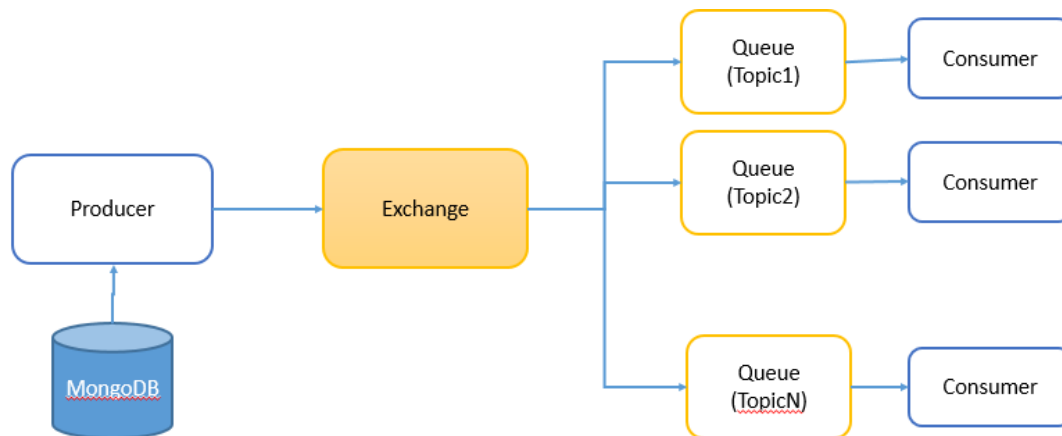 Queue
(Topic1)
Consumer
Queue
(Topic2)
Consumer
Producer
Exchange
Queue
(TopicN)
Consumer
MongoDB